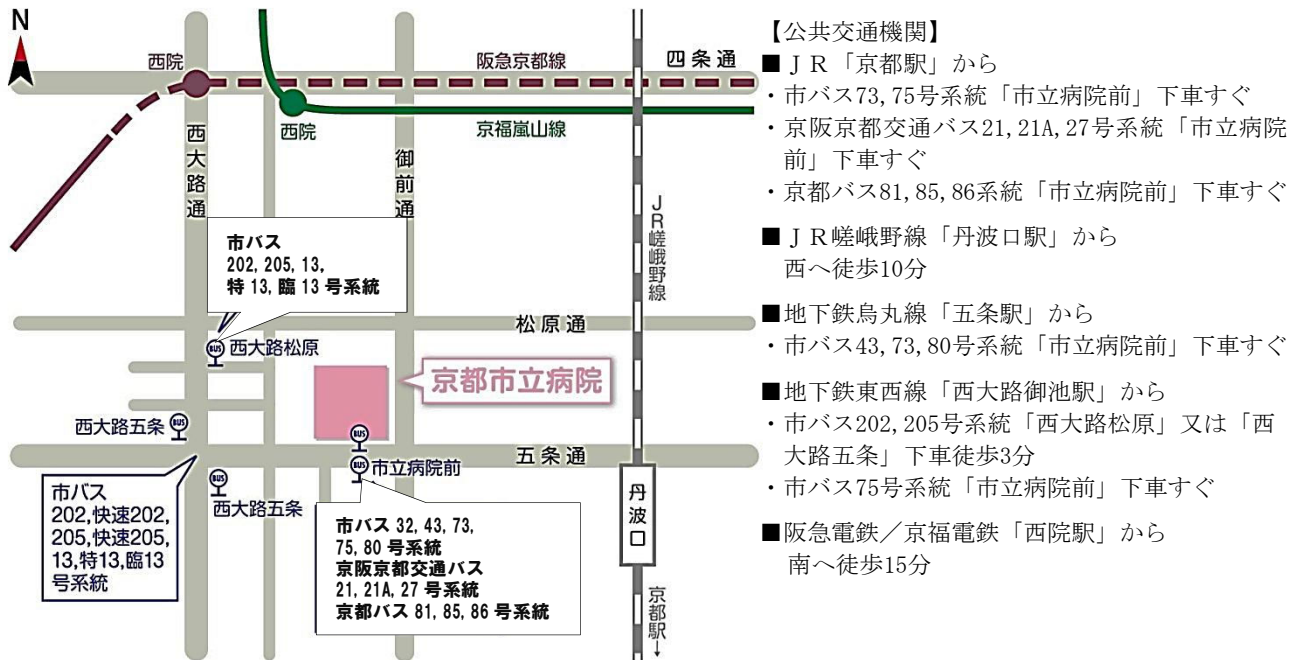 N
西院
阪急京都線
四条通
西院
京福嵐山線
西大路通
御前通
JR嵯峨野線
市バス
202, 205, 13,
特 13, 臨 13 号系統
松原通
BUS 西大路松原
京都市立病院
西大路五条 BUS
BUS
五条通
BUS 市立病院前
BUS
西大路五条
市バス
202,快速202,
205,快速205,
13,特13,臨13
号系統
市バス 32, 43, 73,
75, 80 号系統
京阪京都交通バス
21, 21A, 27 号系統
京都バス 81, 85, 86 号系統
丹波口
京都駅→
【公共交通機関】
■ＪＲ「京都駅」から
・市バス73,75号系統「市立病院前」下車すぐ
・京阪京都交通バス21,21A,27号系統「市立病院
前」下車すぐ
・京都バス81,85,86系統「市立病院前」下車すぐ
■ＪＲ嵯峨野線「丹波口駅」から
西へ徒歩10分
■地下鉄烏丸線「五条駅」から
・市バス43,73,80号系統「市立病院前」下車すぐ
■地下鉄東西線「西大路御池駅」から
・市バス202,205号系統「西大路松原」又は「西
大路五条」下車徒歩3分
・市バス75号系統「市立病院前」下車すぐ
■阪急電鉄／京福電鉄「西院駅」から
南へ徒歩15分